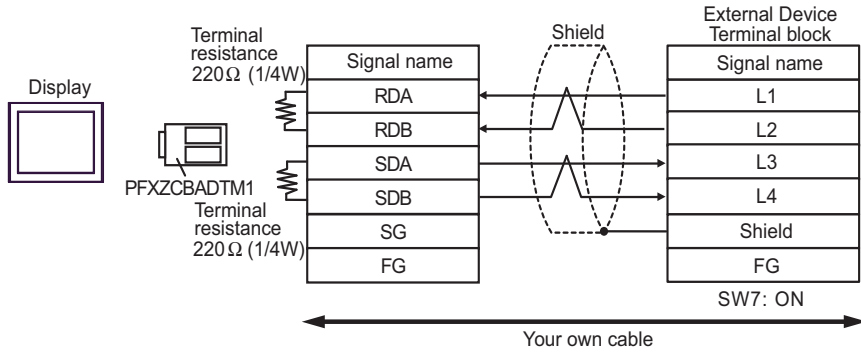 Display
PFXZCBADTM1
Terminal
resistance
220Ω (1/4W)
Terminal
resistance
220Ω (1/4W)
Signal name
RDA
RDB
SDA
SDB
SG
FG
Shield
External Device
Terminal block
Signal name
L1
L2
L3
L4
Shield
FG
SW7: ON
Your own cable